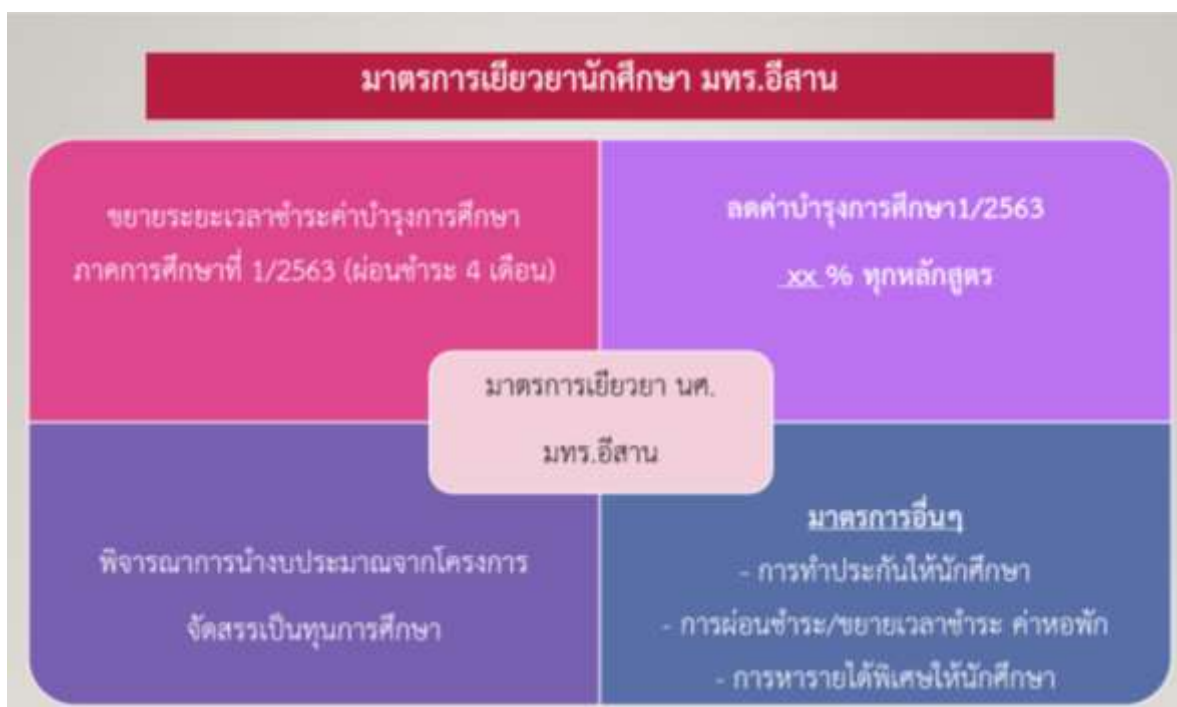 มาตรการเยียวยานักศึกษา มทร.อีสาน
ขยายระยะเวลาชำระค่าบำรุงการศึกษา
ภาคการศึกษาที่ 1/2563 (ผ่อนชำระ 4 เดือน)
ลดค่าบำรุงการศึกษา1/2563
xx % ทุกหลักสูตร
มาตรการเยียวยา นศ.
มทร.อีสาน
พิจารณาการนำงบประมาณจากโครงการ
จัดสรรเป็นทุนการศึกษา
มาตรการอื่นๆ
- การทำประกันให้นักศึกษา
- การผ่อนชำระ/ขยายเวลาชำระ ค่าหอพัก
- การหารายได้พิเศษให้นักศึกษา